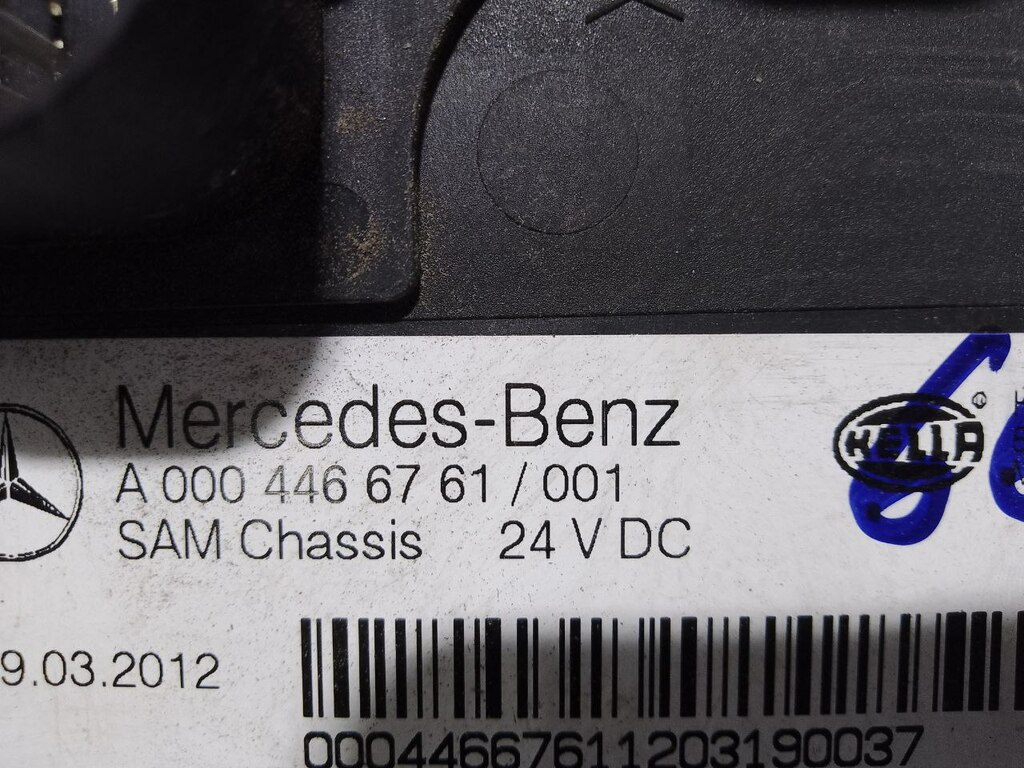 Mercedes-Benz
HELLA
A 000 446 67 61 / 001
SAM Chassis 24 V DC
9.03.2012
00044667611203190037